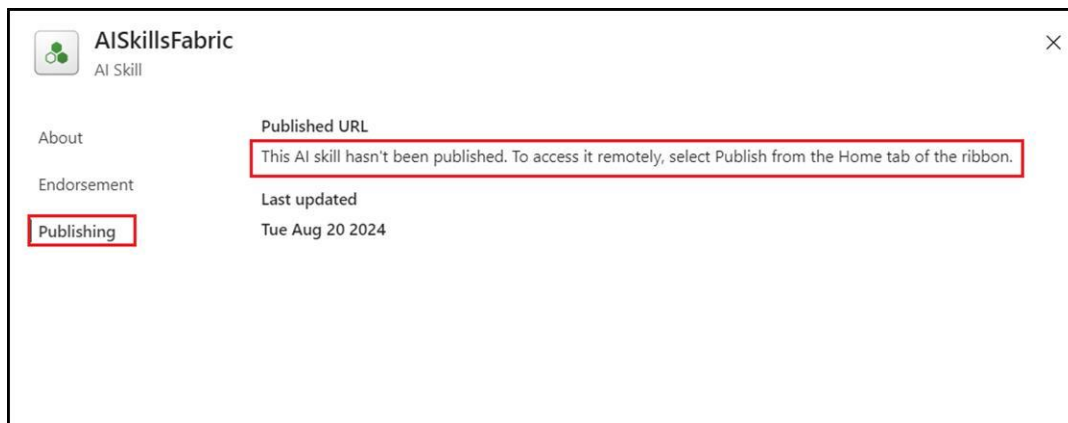 AISkillsFabric
AI Skill
About
Endorsement
Publishing
Published URL
This AI skill hasn't been published. To access it remotely, select Publish from the Home tab of the ribbon.
Last updated
Tue Aug 20 2024